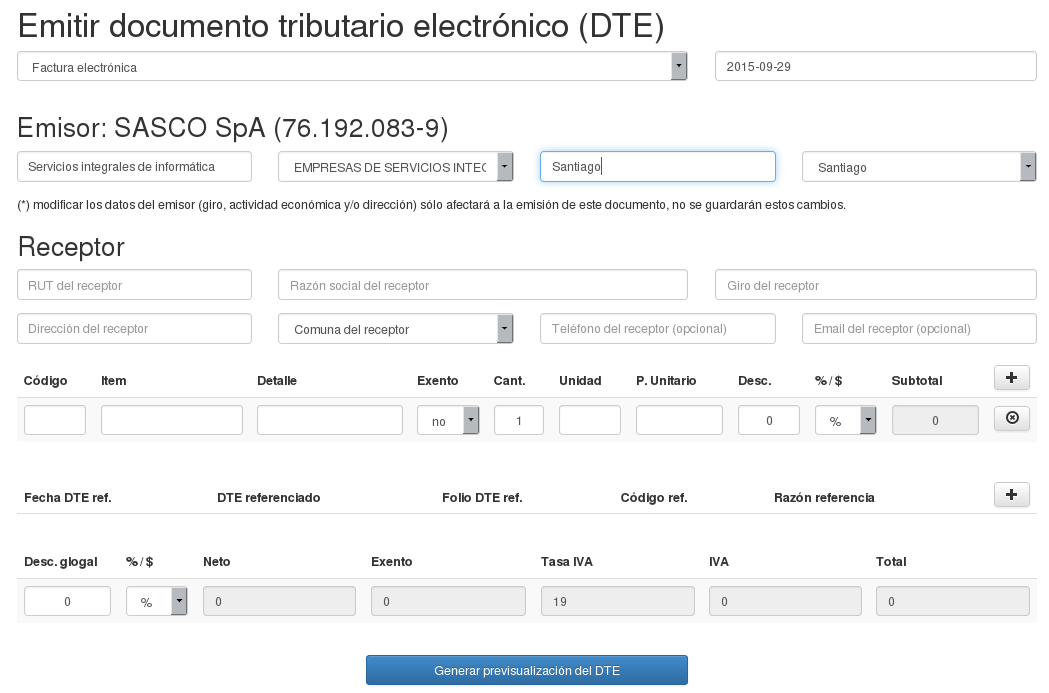 Emitir documento tributario electrónico (DTE)
Factura electrónica 2015-09-29
Emisor: SASCO SpA (76.192.083-9)
Servicios integrales de informática EMPRESAS DE SERVICIOS INTEG Santiago Santiago
(*) modificar los datos del emisor (giro, actividad económica y/o dirección) sólo afectará a la emisión de este documento, no se guardarán estos cambios.
Receptor
RUT del receptor Razón social del receptor Giro del receptor
Dirección del receptor Comuna del receptor Teléfono del receptor (opcional) Email del receptor (opcional)
Código Item Detalle Exento Cant. Unidad P. Unitario Desc. % / $ Subtotal
no 1 0 % 0
Fecha DTE ref. DTE referenciado Folio DTE ref. Código ref. Razón referencia
Desc. glogal % / $ Neto Exento Tasa IVA IVA Total
0 % 0 0 19 0 0
Generar previsualización del DTE